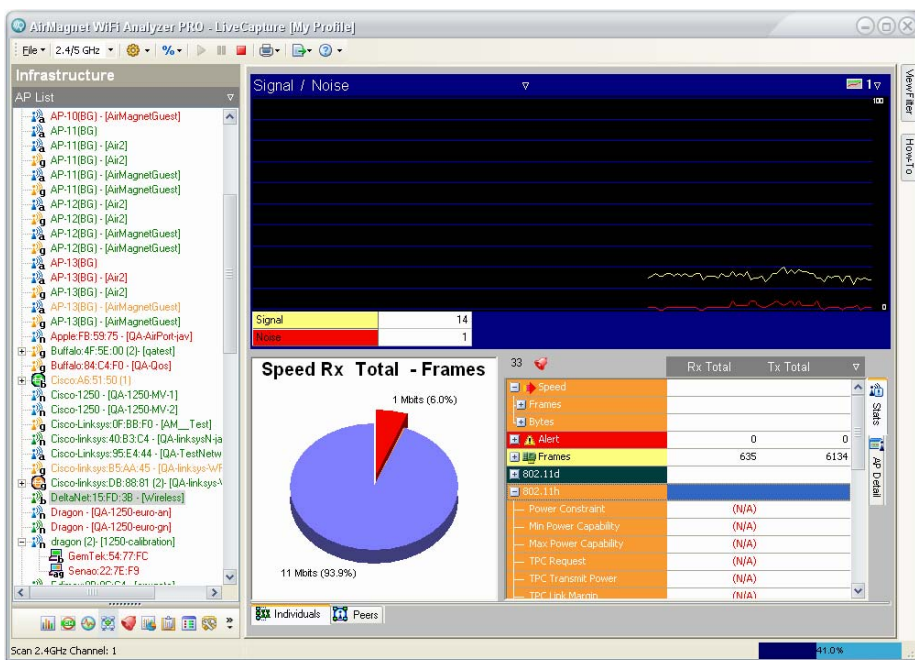 AirMagnet WiFi Analyzer PRO - LiveCapture [My Profile]
File 2.4/5 GHz %
Infrastructure
AP List
AP-10(BG) - [AirMagnetGuest]
AP-11(BG)
AP-11(BG) - [Air2]
AP-11(BG) - [Air2]
AP-11(BG) - [AirMagnetGuest]
AP-11(BG) - [AirMagnetGuest]
AP-12(BG) - [Air2]
AP-12(BG) - [Air2]
AP-12(BG) - [AirMagnetGuest]
AP-12(BG) - [AirMagnetGuest]
AP-13(BG)
AP-13(BG) - [Air2]
AP-13(BG) - [Air2]
AP-13(BG) - [AirMagnetGuest]
AP-13(BG) - [AirMagnetGuest]
Apple:FB:59:75 - [QA-AirPort-jav]
Buffalo:4F:5E:00 (2)- [qatest]
Buffalo:84:C4:F0 - [QA-Qos]
Cisco:A6:51:50 (1)
Cisco-1250 - [QA-1250-MV-1]
Cisco-1250 - [QA-1250-MV-2]
Cisco-Linksys:0F:BB:F0 - [AM__Test]
Cisco-linksys:40:B3:C4 - [QA-linksysN-ja
Cisco-Linksys:95:E4:44 - [QA-TestNetw
Cisco-linksys:B5:AA:45 - [QA-linksys-WF
Cisco-linksys:DB:88:81 (2)- [QA-linksys-
DeltaNet:15:FD:3B - [Wireless]
Dragon - [QA-1250-euro-an]
Dragon - [QA-1250-euro-gn]
dragon (2)- [1250-calibration]
GemTek:54:77:FC
Senao:22:7E:F9
Signal / Noise
1
100
0
Signal 14
Noise 1
Speed Rx Total - Frames
1 Mbits (6.0%)
11 Mbits (93.9%)
33 Rx Total Tx Total
Speed
Frames
Bytes
Alert 0 0
Frames 635 6134
802.11d
802.11h
Power Constraint (N/A)
Min Power Capability (N/A)
Max Power Capability (N/A)
TPC Request (N/A)
TPC Transmit Power (N/A)
TPC Link Margin (N/A)
Stats
AP Detail
View Filter
How-To
Individuals Peers
Scan 2.4GHz Channel: 1
41.0%